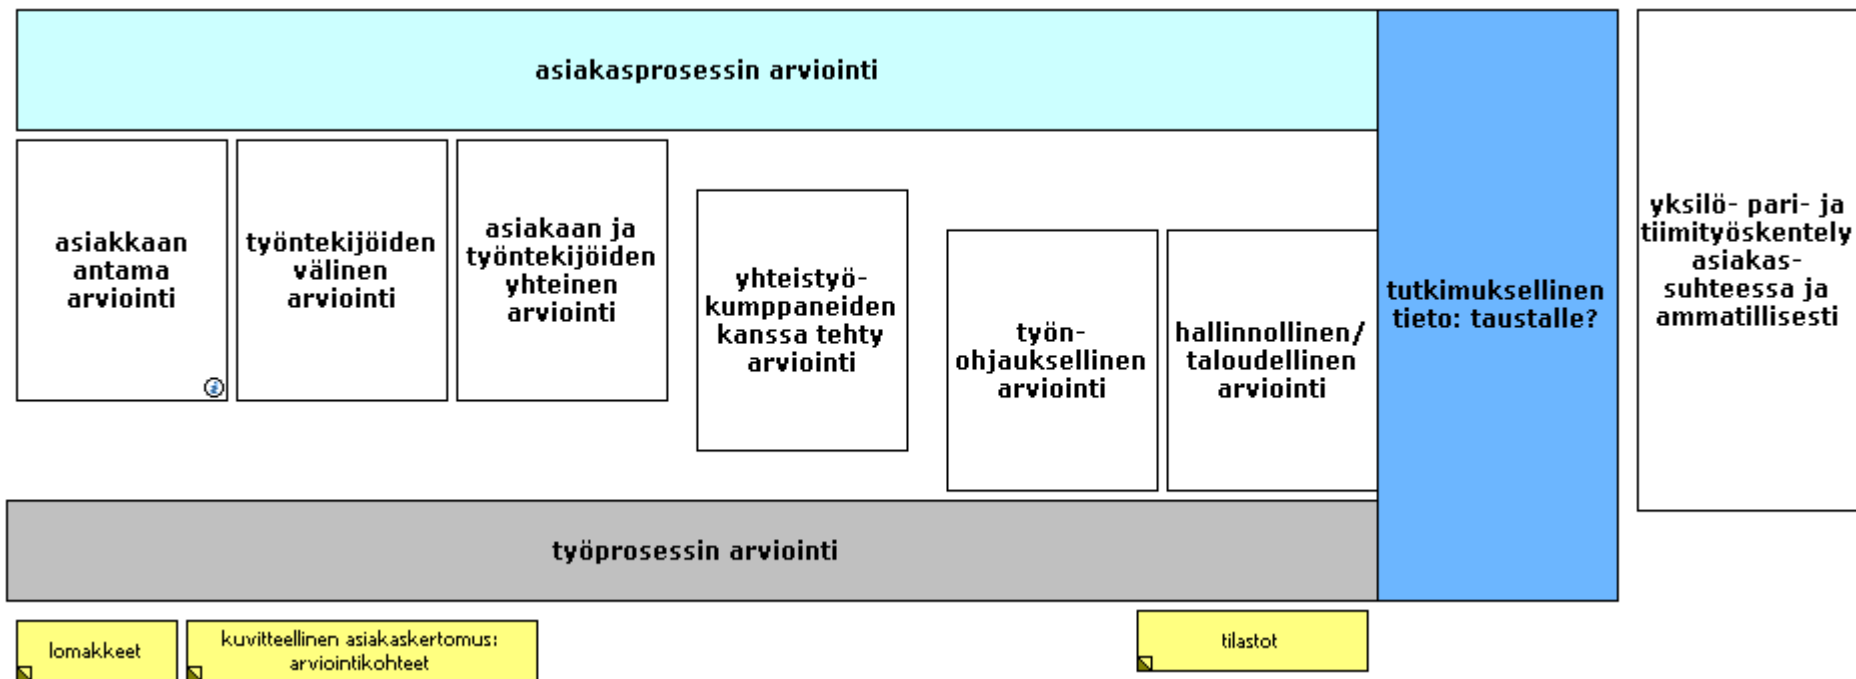 asiakasprosessin arviointi
asiakkaan
antama
arviointi
työntekijöiden
välinen
arviointi
asiakaan ja
työntekijöiden
yhteinen
arviointi
yhteistyö-
kumppaneiden
kanssa tehty
arviointi
työn-
ohjauksellinen
arviointi
hallinnollinen/
taloudellinen
arviointi
tutkimuksellinen
tieto: taustalle?
yksilö- pari- ja
tiimityöskentely
asiakas-
suhteessa ja
ammatillisesti
työprosessin arviointi
lomakkeet
kuvitteellinen asiakaskertomus:
arviointikohteet
tilastot